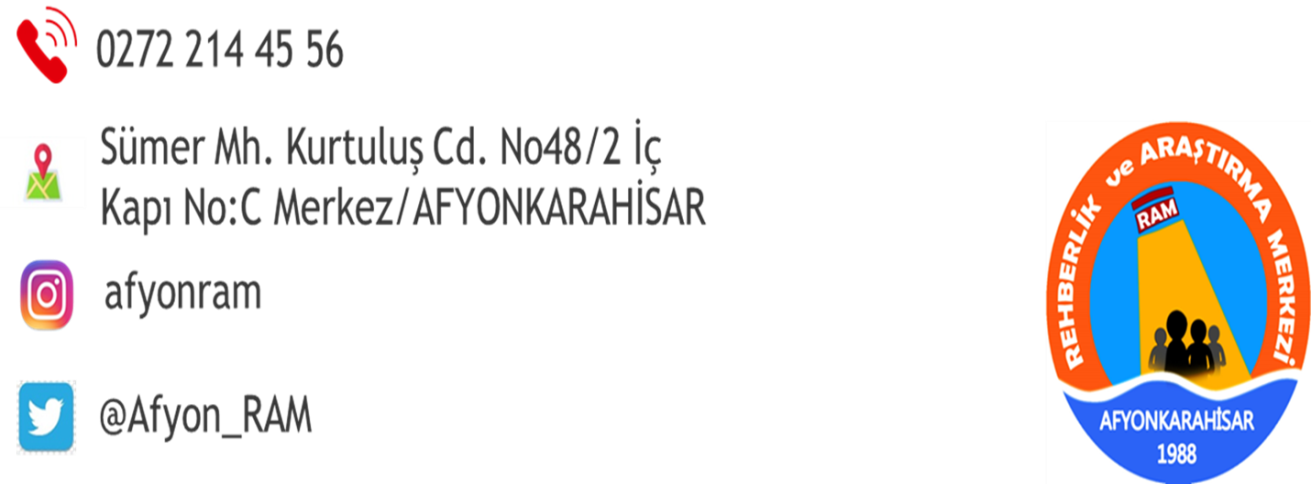 0272 214 45 56
Sümer Mh. Kurtuluş Cd. No48/2 İç
Kapı No:C Merkez/AFYONKARAHİSAR
afyonram
@Afyon_RAM
REHBERLİK ve ARAŞTIRMA MERKEZİ
RAM
AFYONKARAHİSAR
1988